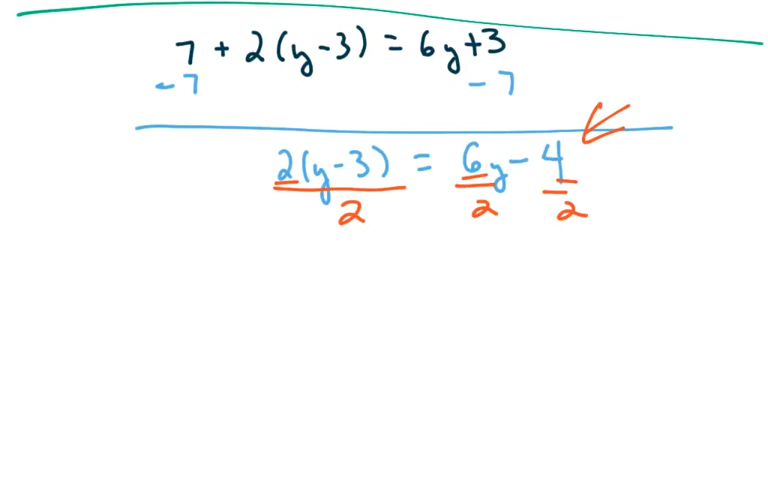 7 + 2(y-3) = 6y+3
-7 -7
2(y-3) = 6y - 4
2 2 2